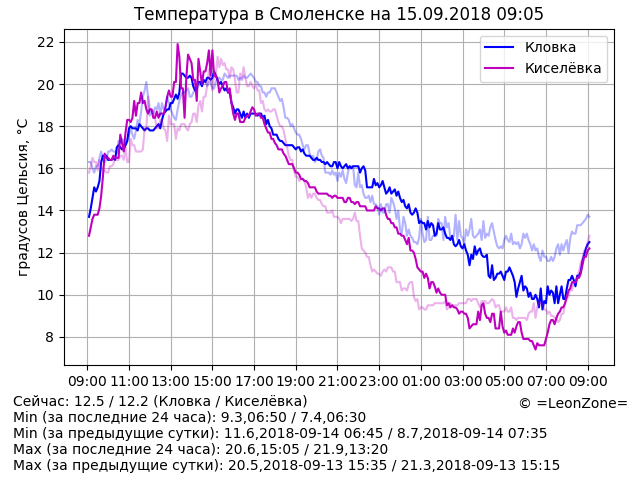 Температура в Смоленске на 15.09.2018 09:05
градусов Цельсия, °C
22
20
18
16
14
12
10
8
Кловка
Киселёвка
09:00 11:00 13:00 15:00 17:00 19:00 21:00 23:00 01:00 03:00 05:00 07:00 09:00
Сейчас: 12.5 / 12.2 (Кловка / Киселёвка)
© =LeonZone=
Min (за последние 24 часа): 9.3,06:50 / 7.4,06:30
Min (за предыдущие сутки): 11.6,2018-09-14 06:45 / 8.7,2018-09-14 07:35
Max (за последние 24 часа): 20.6,15:05 / 21.9,13:20
Max (за предыдущие сутки): 20.5,2018-09-13 15:35 / 21.3,2018-09-13 15:15